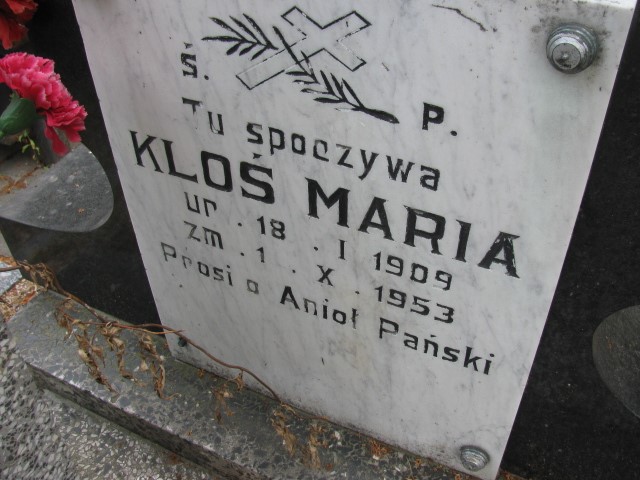 Ś. P.
Tu spoczywa
KLOŚ MARIA
ur. 18. I 1909
zm. 1. X. 1953
Prosi o Anioł Pański